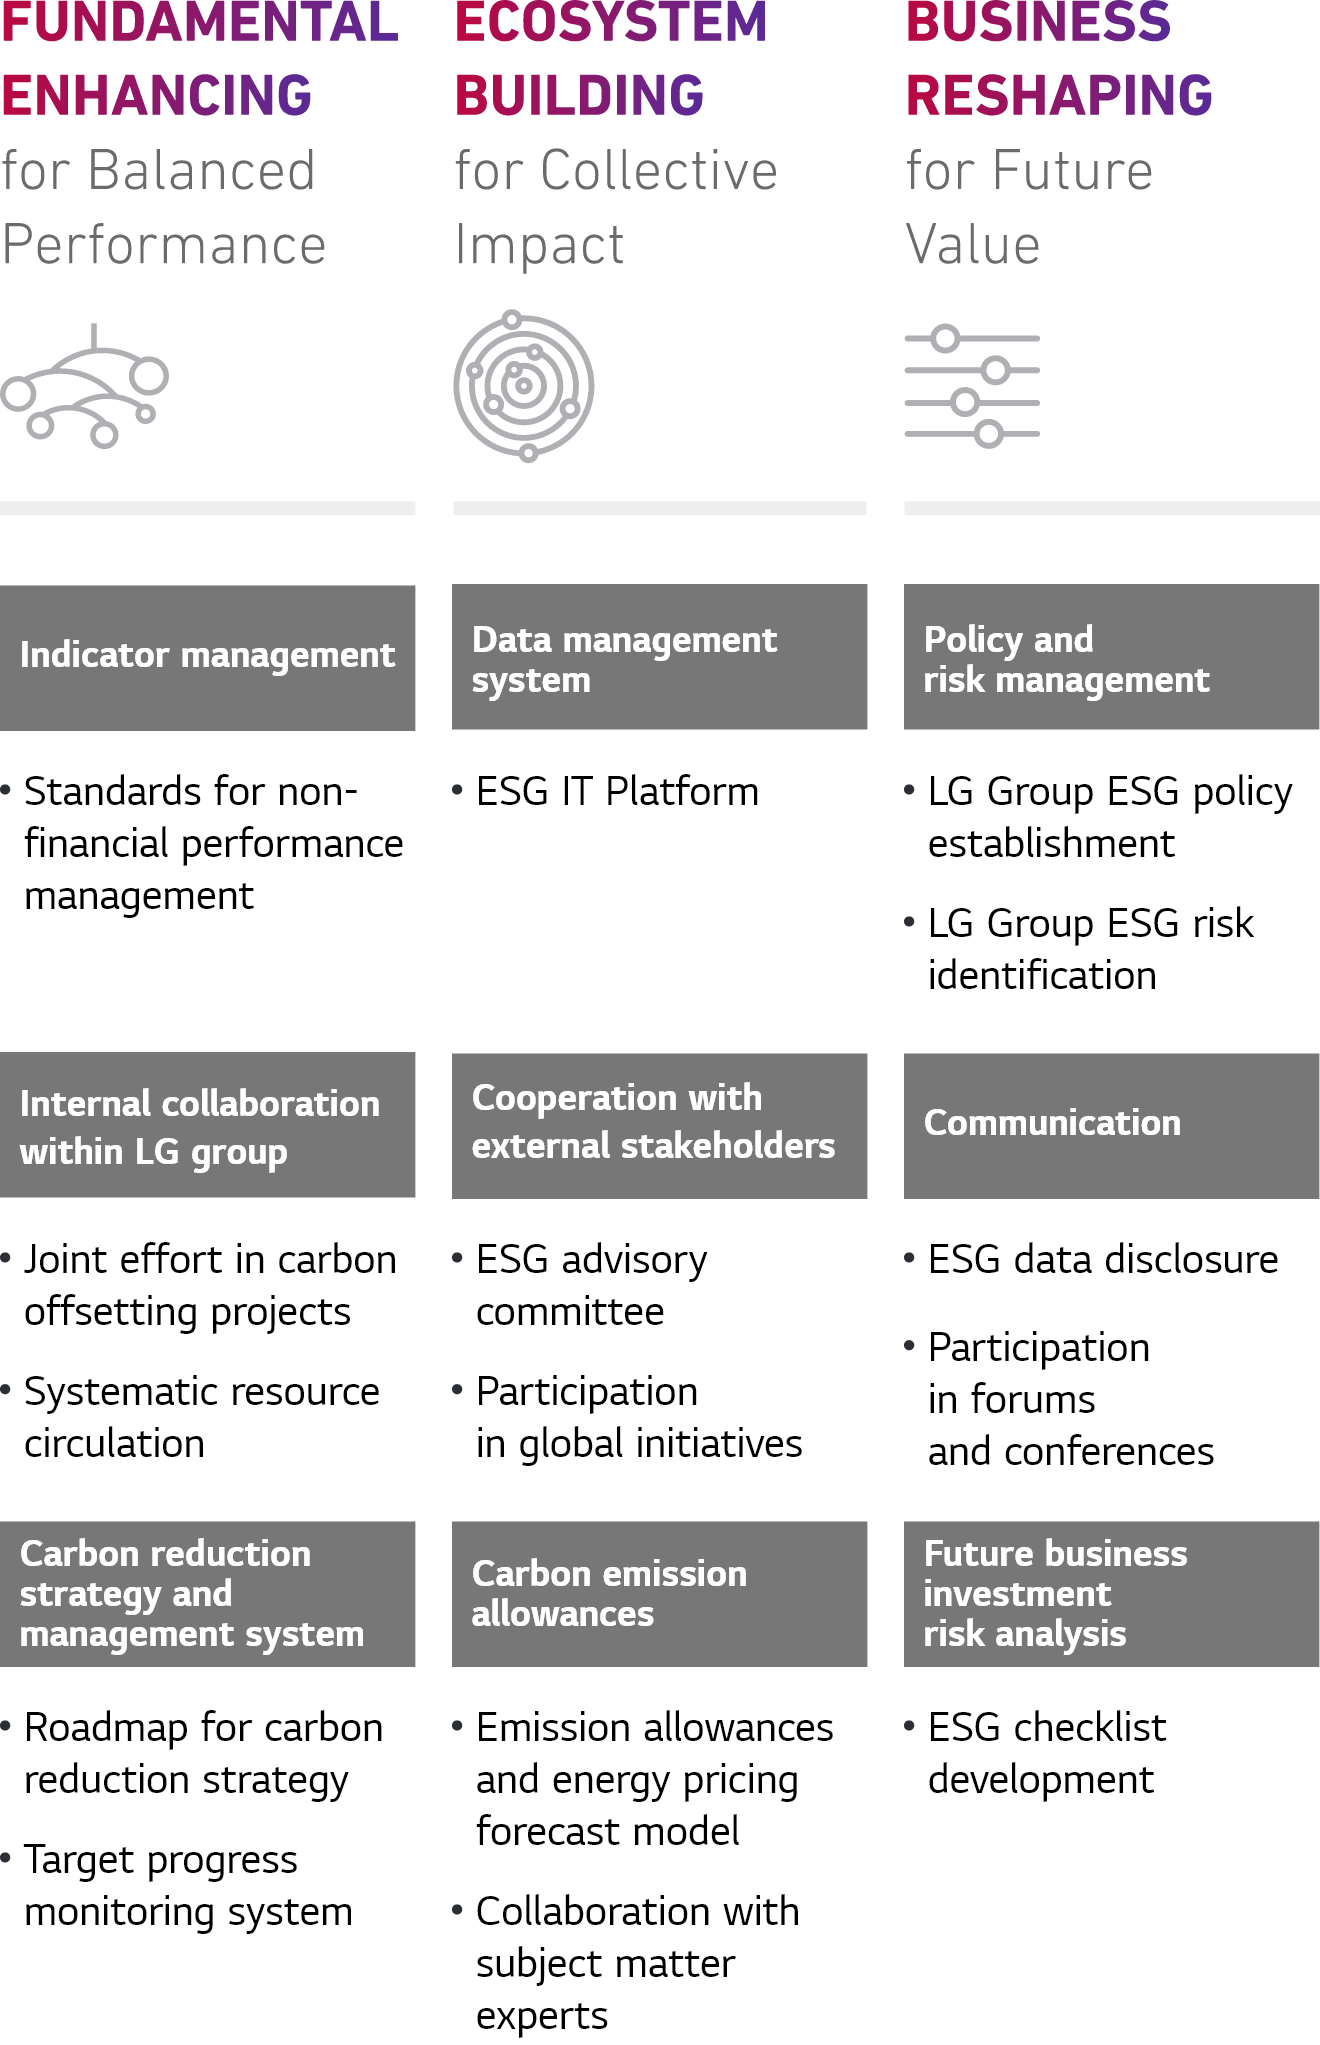 FUNDAMENTAL
ENHANCING
for Balanced
Performance
ECOSYSTEM
BUILDING
for Collective
Impact
BUSINESS
RESHAPING
for Future
Value
Indicator management
• Standards for non-
financial performance
management
Data management
system
• ESG IT Platform
Policy and
risk management
• LG Group ESG policy
establishment
• LG Group ESG risk
identification
Internal collaboration
within LG group
• Joint effort in carbon
offsetting projects
• Systematic resource
circulation
Cooperation with
external stakeholders
• ESG advisory
committee
• Participation
in global initiatives
Communication
• ESG data disclosure
• Participation
in forums
and conferences
Carbon reduction
strategy and
management system
• Roadmap for carbon
reduction strategy
• Target progress
monitoring system
Carbon emission
allowances
• Emission allowances
and energy pricing
forecast model
• Collaboration with
subject matter
experts
Future business
investment
risk analysis
• ESG checklist
development